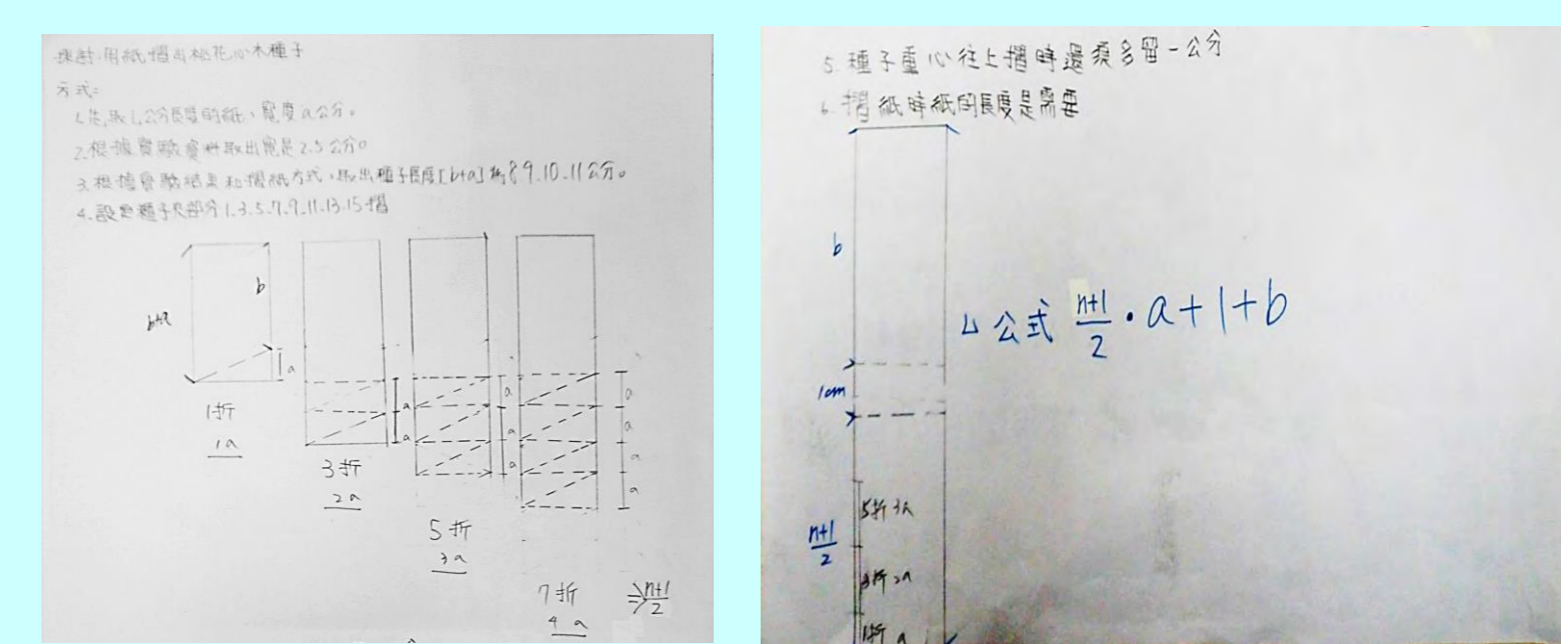 探討:用紙摺出桃花心木種子
方式:
1.先取L公分長度的紙、寬度a公分。
2.根據實驗資料取出寬是2.5公分。
3.根據實驗結果和摺紙方式,取出種子長度[b+a]為8.9.10.11公分。
4.設定種子夾部分1.3.5.7.9.11.13.15摺
b
b+a
a
1折
1a
a
a
3折
2a
a
a
a
5折
3a
a
a
a
a
7折
4a
⇒ n+1/2
5.種子重心往上摺時還須多留一公分
6.摺紙時紙的長度是需要
b
1cm
n+1/2
5折 3a
3折 2a
1折 a
L 公式 n+1/2 · a+1+b